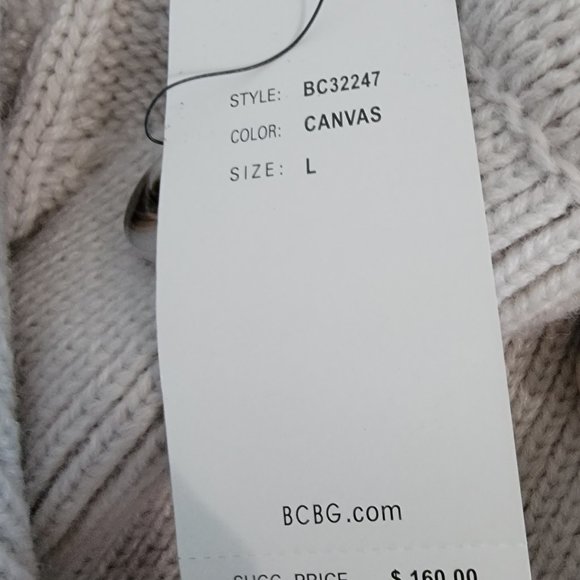 STYLE: BC32247
COLOR: CANVAS
SIZE: L
BCBG.com
SUGG. PRICE $ 160.00